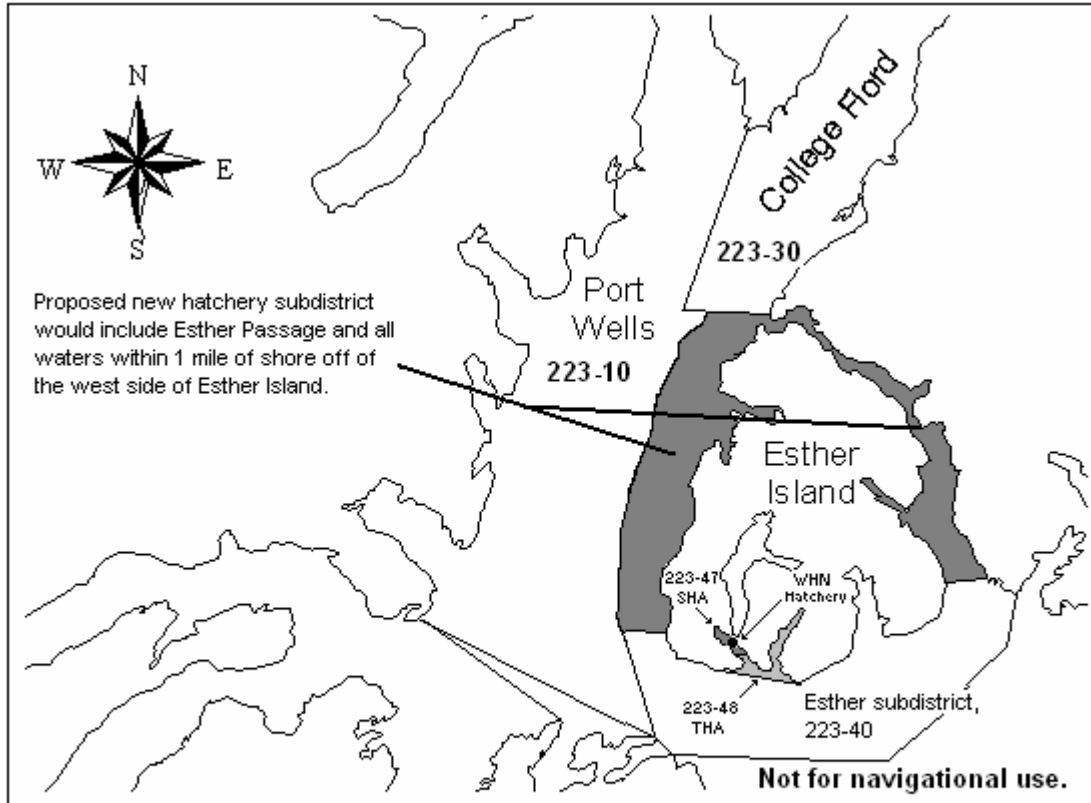 N
W
E
S
College Fiord
223-30
Proposed new hatchery subdistrict
would include Esther Passage and all
waters within 1 mile of shore off of
the west side of Esther Island.
Port
Wells
223-10
Esther
Island
223-47
SHA
WHN
Hatchery
223-48
THA
Esther subdistrict,
223-40
Not for navigational use.